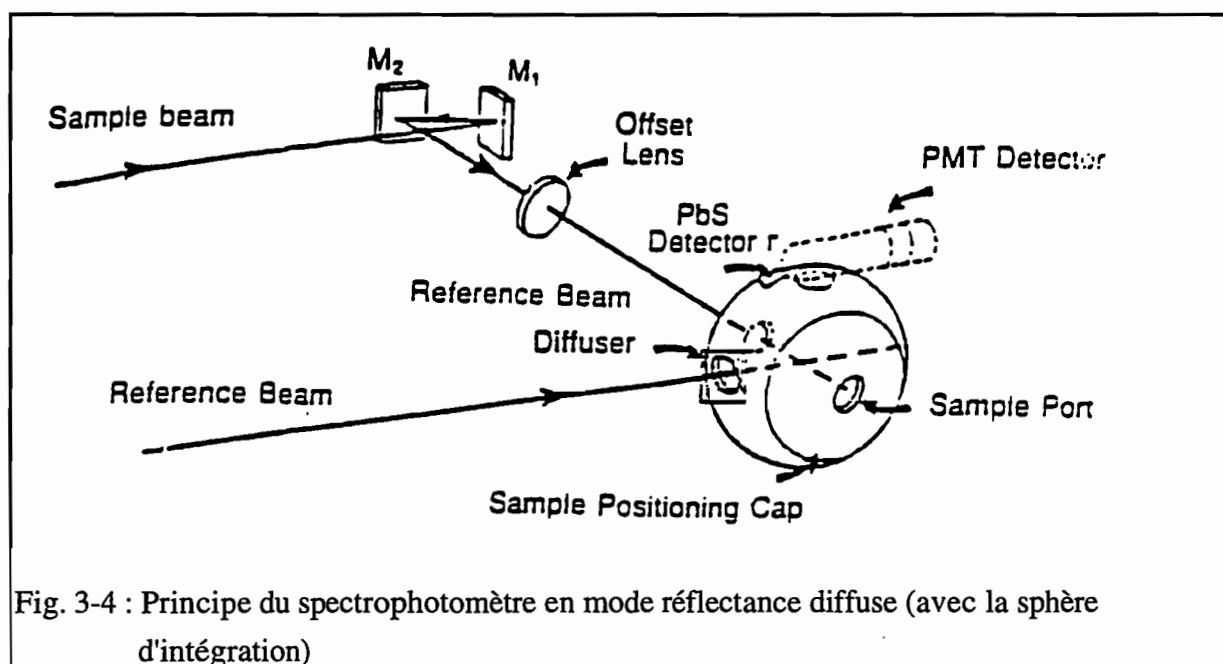 M₂
M₁
Sample beam
Offset
Lens
PMT Detector
PbS
Detector
Reference Beam
Diffuser
Reference Beam
Sample Port
Sample Positioning Cap
Fig. 3-4 : Principe du spectrophotomètre en mode réflectance diffuse (avec la sphère
d'intégration)